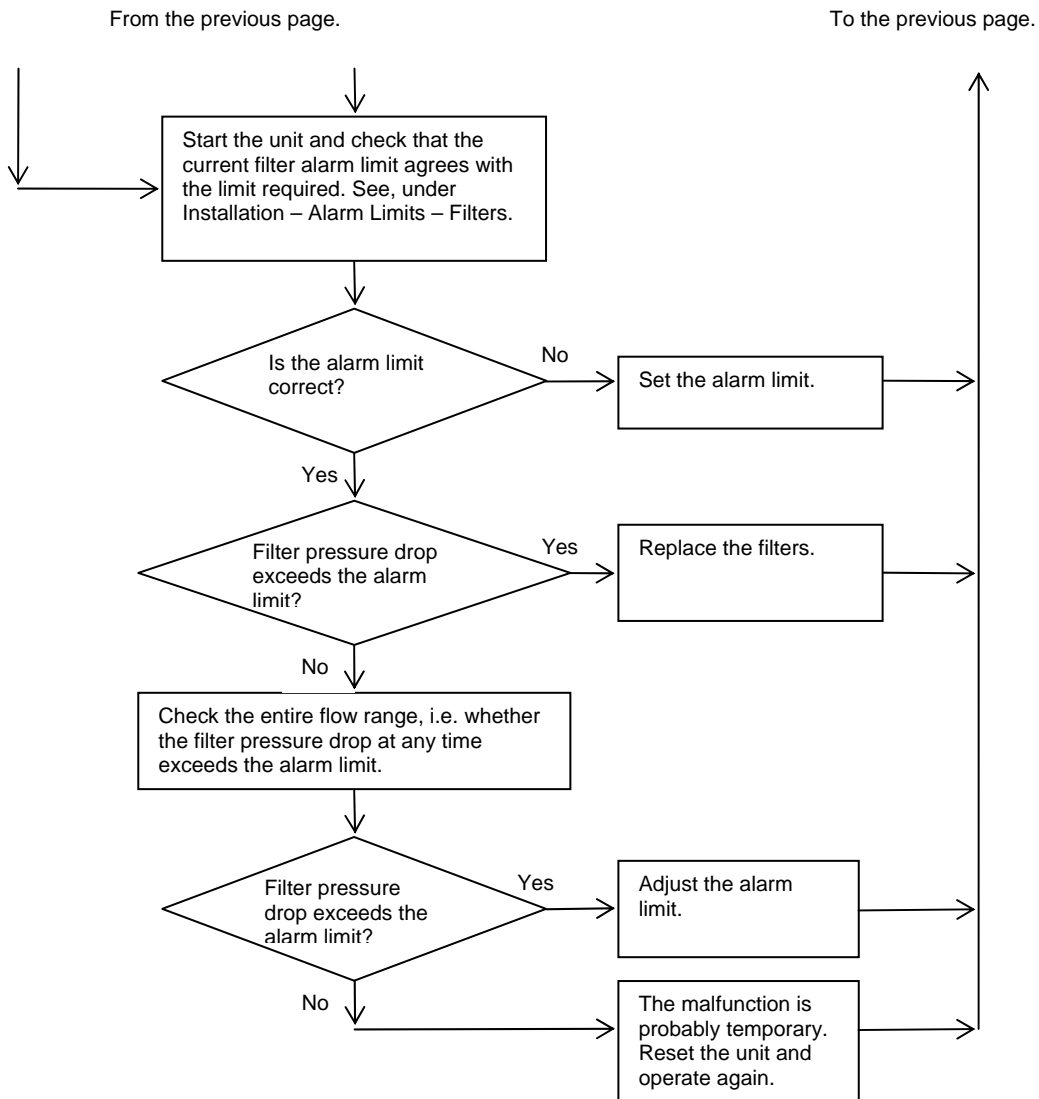 From the previous page.
To the previous page.
Start the unit and check that the
current filter alarm limit agrees with
the limit required. See, under
Installation – Alarm Limits – Filters.
Is the alarm limit
correct?
No
Set the alarm limit.
Yes
Filter pressure drop
exceeds the alarm
limit?
Yes
Replace the filters.
No
Check the entire flow range, i.e. whether
the filter pressure drop at any time
exceeds the alarm limit.
Filter pressure
drop exceeds the
alarm limit?
Yes
Adjust the alarm
limit.
No
The malfunction is
probably temporary.
Reset the unit and
operate again.